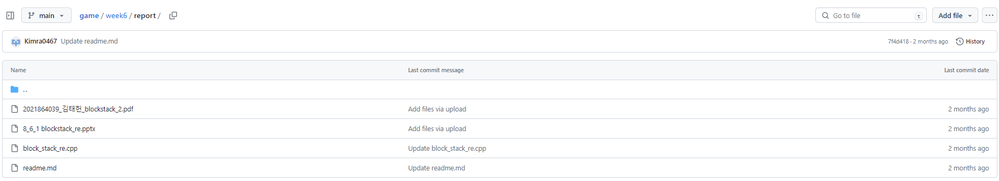 main game / week6 / report / Go to file t Add file ...
Kimra0467 Update readme.md 7f4d418 · 2 months ago History
Name Last commit message Last commit date
..
2021864039_김태헌_blockstack_2.pdf Add files via upload 2 months ago
8_6_1 blockstack_re.pptx Add files via upload 2 months ago
block_stack_re.cpp Update block_stack_re.cpp 2 months ago
readme.md Update readme.md 2 months ago